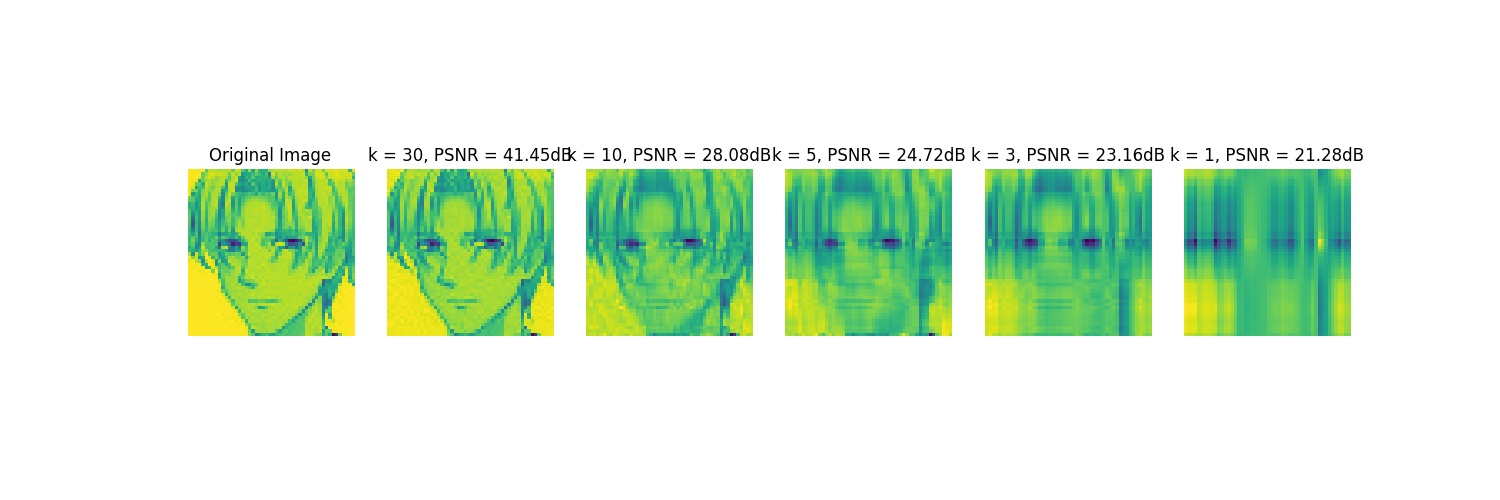 Original Image
k = 30, PSNR = 41.45dB
k = 10, PSNR = 28.08dB
k = 5, PSNR = 24.72dB
k = 3, PSNR = 23.16dB
k = 1, PSNR = 21.28dB